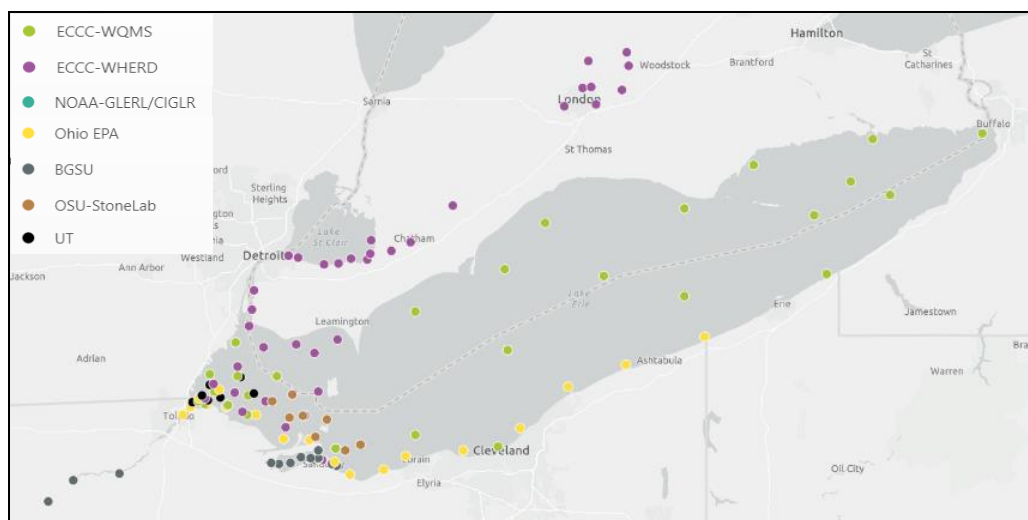 ECCC-WQMS
ECCC-WHERD
NOAA-GLERL/CIGLR
Ohio EPA
BGSU
OSU-StoneLab
UT
Hamilton
St
Catharines
Woodstock
Brantford
London
Sarnia
Buffalo
St Thomas
Sterling
Heights
Lake
St Clair
Chatham
Westland
Detroit
Ann Arbor
Jackson
Lake
Erie
Erie
Leamington
Jamestown
Adrian
Ashtabula
Warren
Toledo
Cleveland
Lorain
Elyria
Oil City